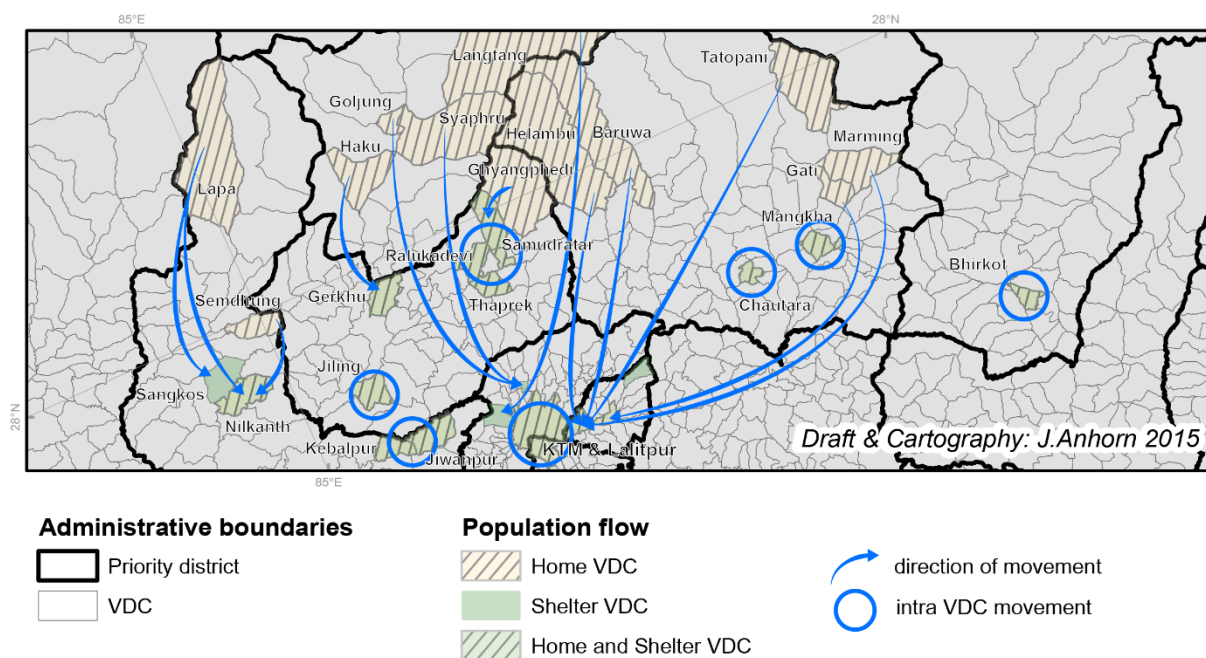 85°E
28°N
Langtang
Tatopani
Goljung
Syaphru
Helambu
Baruwa
Haku
Marming
Ghyangphedi
Gati
Lapa
Mangkha
Samudratar
Ralukadevi
Bhirkot
Gerkhu
Thaprek
Chautara
Semdhung
Jiling
Sangkos
Nilkanth
28°N
Kebalpur
Jiwanpur
KTM & Lalitpur
Draft & Cartography: J.Anhorn 2015
85°E
Administrative boundaries
Priority district
VDC
Population flow
Home VDC
Shelter VDC
Home and Shelter VDC
direction of movement
intra VDC movement